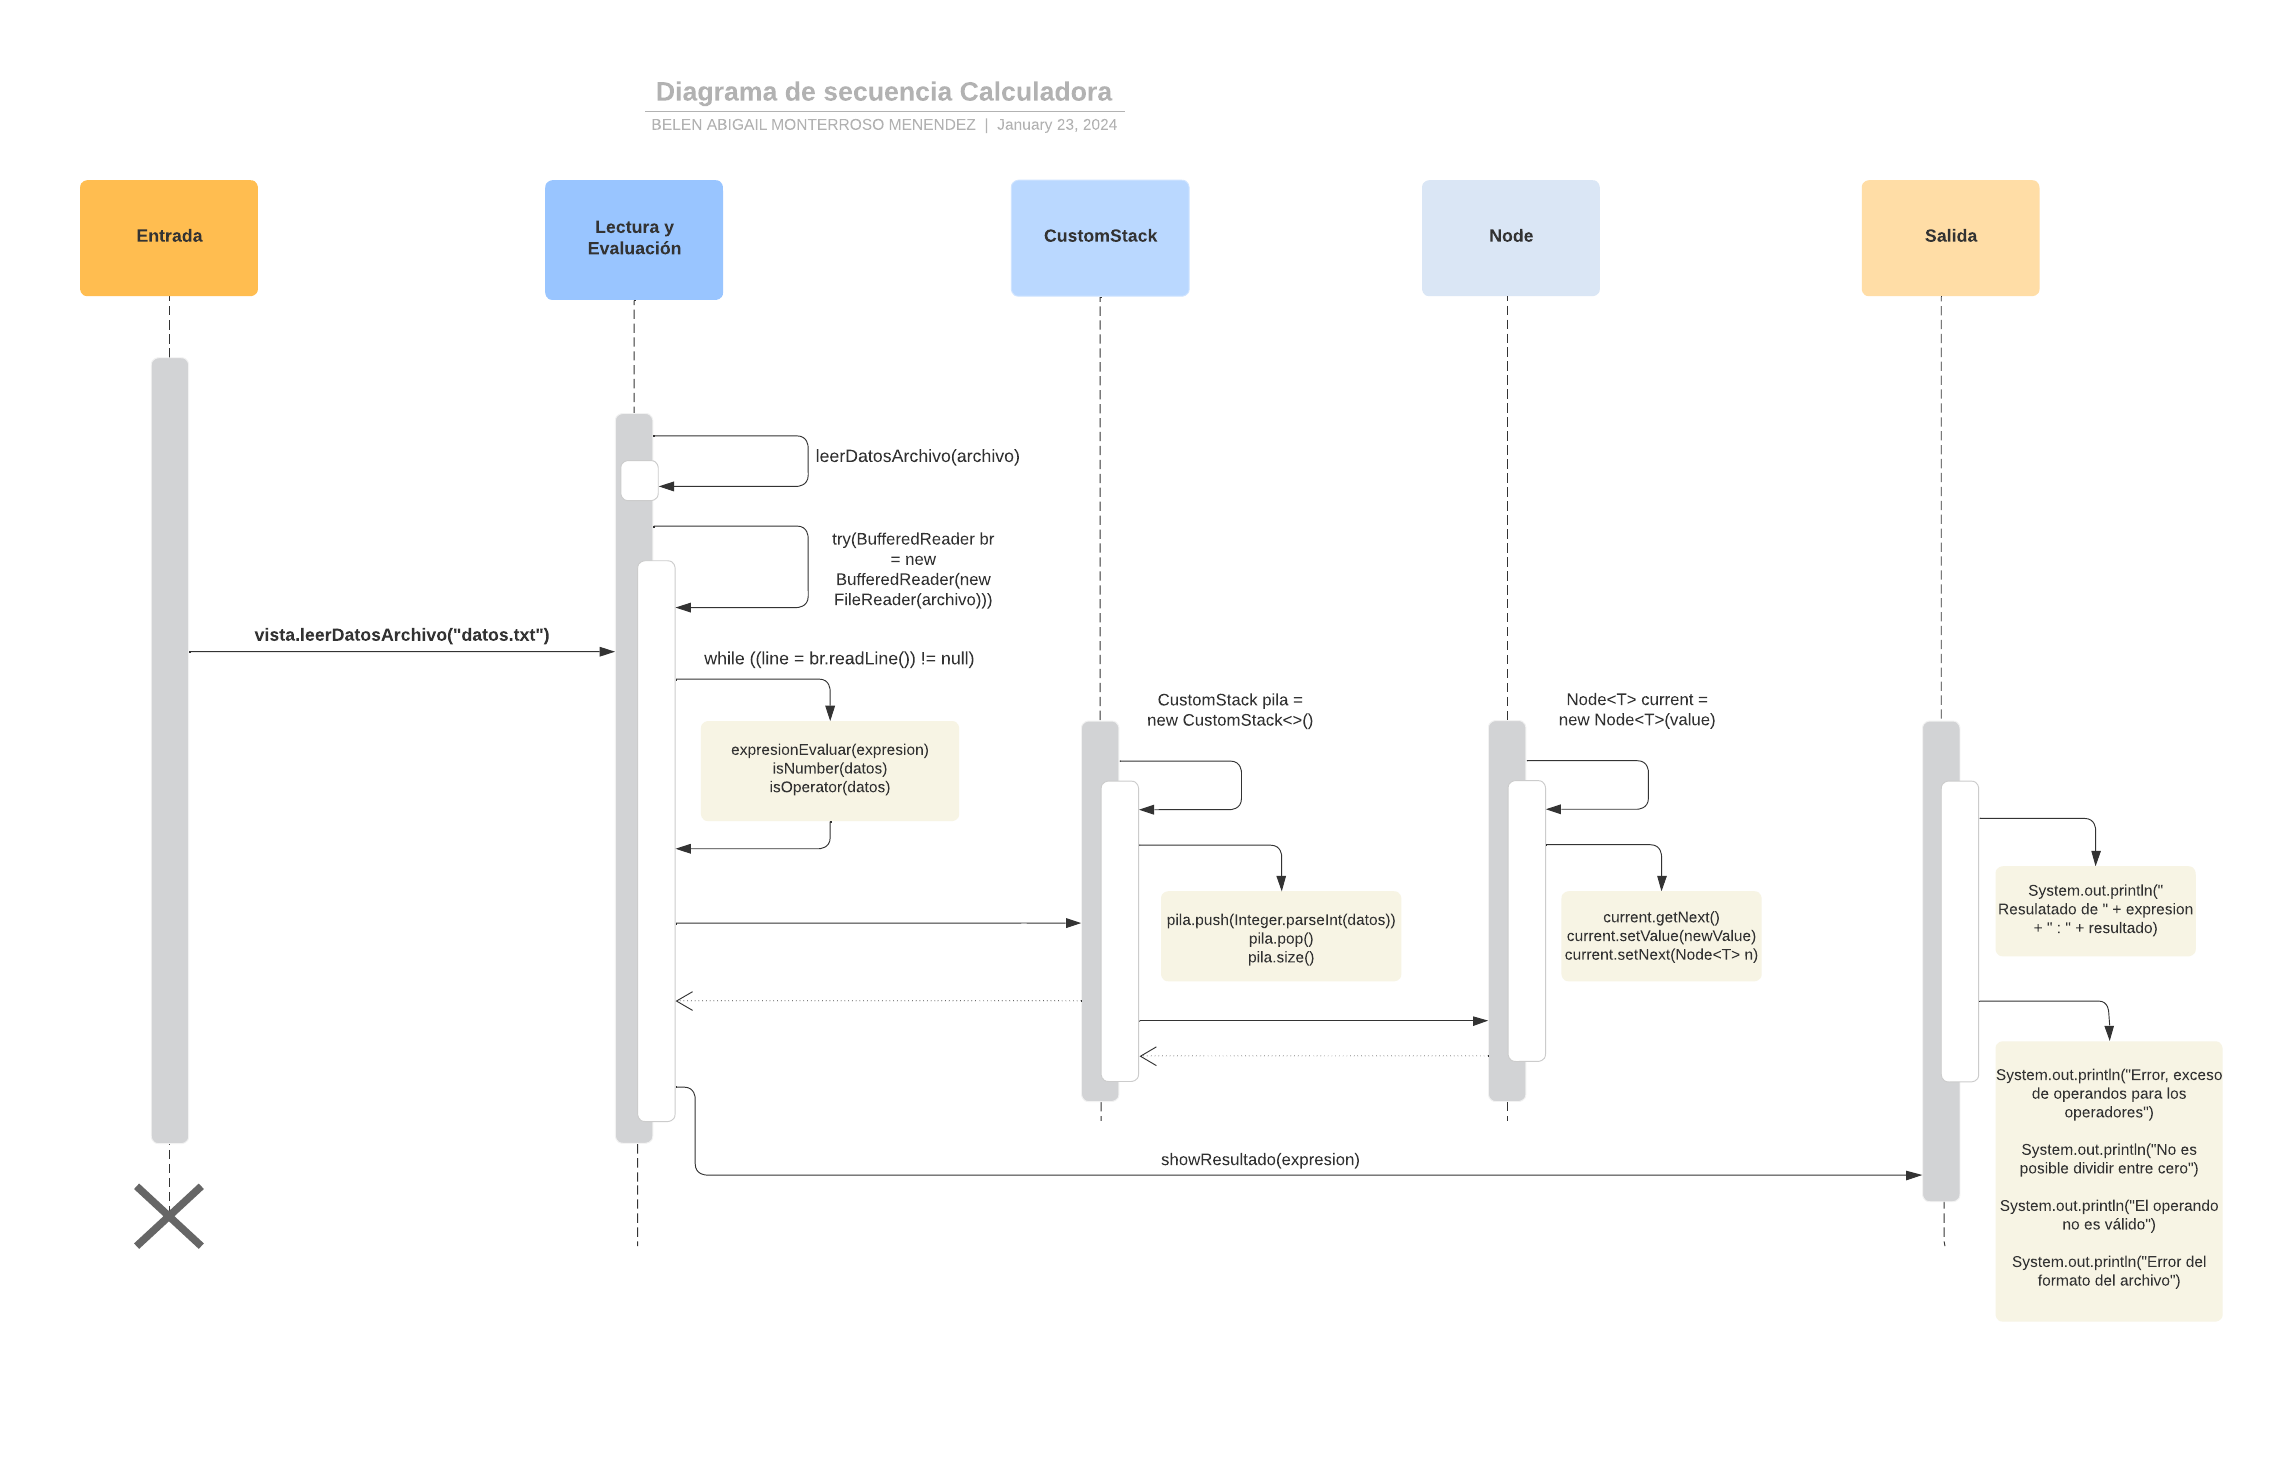 Diagrama de secuencia Calculadora
BELEN ABIGAIL MONTERROSO MENENDEZ | January 23, 2024
Entrada
Lectura y
Evaluación
CustomStack
Node
Salida
leerDatosArchivo(archivo)
try(BufferedReader br
= new
BufferedReader(new
FileReader(archivo)))
vista.leerDatosArchivo("datos.txt")
while ((line = br.readLine()) != null)
expresionEvaluar(expresion)
isNumber(datos)
isOperator(datos)
CustomStack pila =
new CustomStack<>()
pila.push(Integer.parseInt(datos))
pila.pop()
pila.size()
Node<T> current =
new Node<T>(value)
current.getNext()
current.setValue(newValue)
current.setNext(Node<T> n)
System.out.println("
Resulatado de " + expresion
+ " : " + resultado)
System.out.println("Error, exceso
de operandos para los
operadores")
System.out.println("No es
posible dividir entre cero")
System.out.println("El operando
no es válido")
System.out.println("Error del
formato del archivo")
showResultado(expresion)